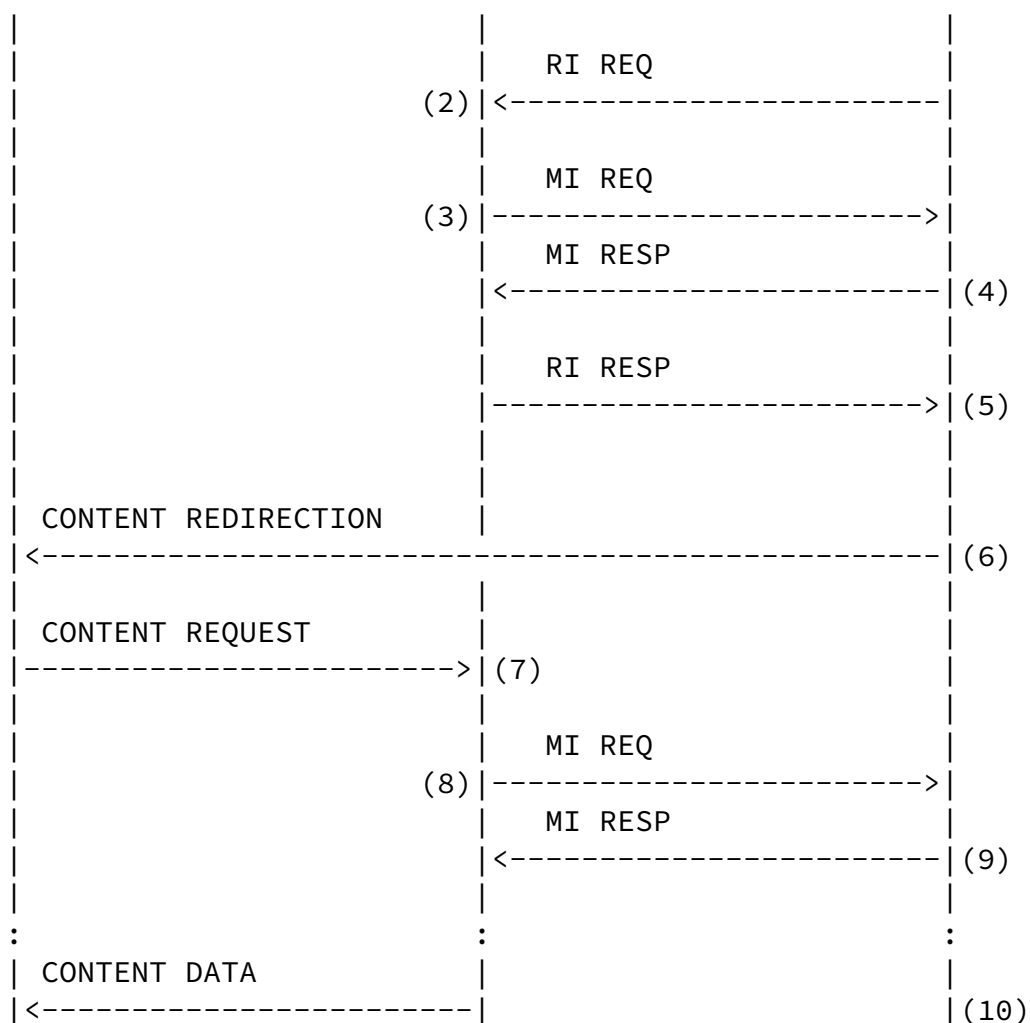 RI REQ
(2)
MI REQ
(3)
MI RESP
(4)
RI RESP
(5)
CONTENT REDIRECTION
(6)
CONTENT REQUEST
(7)
MI REQ
(8)
MI RESP
(9)
: : :
CONTENT DATA
(10)